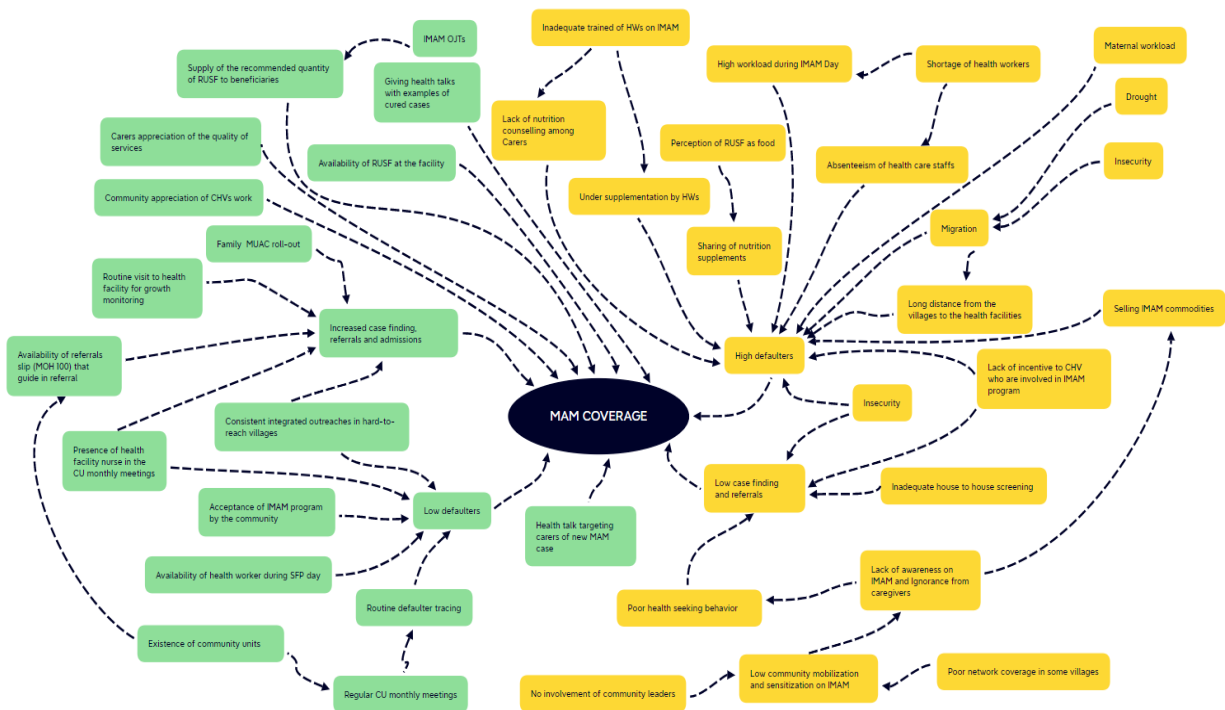 IMAM OJTs
Supply of the recommended quantity
of RUSF to beneficiaries
Giving health talks
with examples of
cured cases
Carers appreciation of the quality of
services
Availability of RUSF at the facility
Community appreciation of CHVs work
Family MUAC roll-out
Routine visit to health
facility for growth
monitoring
Increased case finding,
referrals and admissions
Availability of referrals
slip (MOH 100) that
guide in referral
Consistent integrated outreaches in hard-to-
reach villages
Presence of health
facility nurse in the
CU monthly meetings
Acceptance of IMAM program
by the community
Low defaulters
Availability of health worker during SFP day
Routine defaulter tracing
Existence of community units
Regular CU monthly meetings
Health talk targeting
carers of new MAM
case
MAM COVERAGE
Inadequate trained of HWs on IMAM
Lack of nutrition
counselling among
Carers
Under supplementation by HWs
High workload during IMAM Day
Shortage of health workers
Maternal workload
Drought
Perception of RUSF as food
Absenteeism of health care staffs
Insecurity
Migration
Sharing of nutrition
supplements
Long distance from the
villages to the health facilities
Selling IMAM commodities
High defaulters
Lack of incentive to CHV
who are involved in IMAM
program
Insecurity
Low case finding
and referrals
Inadequate house to house screening
Lack of awareness on
IMAM and Ignorance from
caregivers
Poor health seeking behavior
Low community mobilization
and sensitization on IMAM
Poor network coverage in some villages
No involvement of community leaders